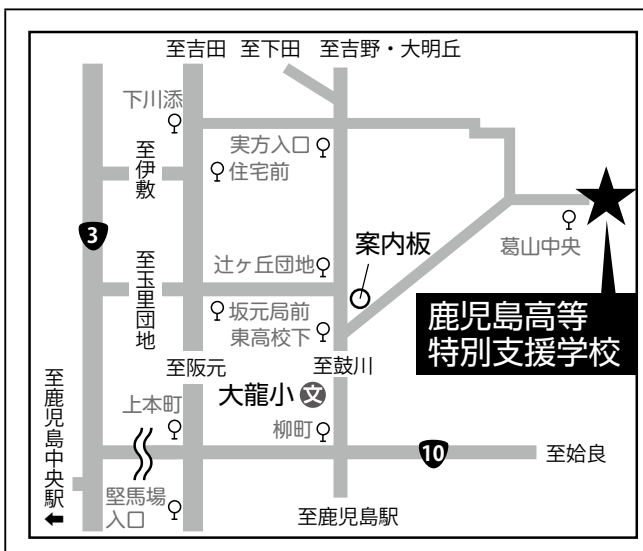 至吉田
至下田
至吉野・大明丘
下川添
実方入口
住宅前
至伊敷
3
葛山中央
案内板
辻ヶ丘団地
至玉里団地
坂元局前
東高校下
鹿児島高等
特別支援学校
至阪元
至鼓川
大龍小
文
至鹿児島中央駅
上本町
柳町
10
至姶良
堅馬場
入口
至鹿児島駅